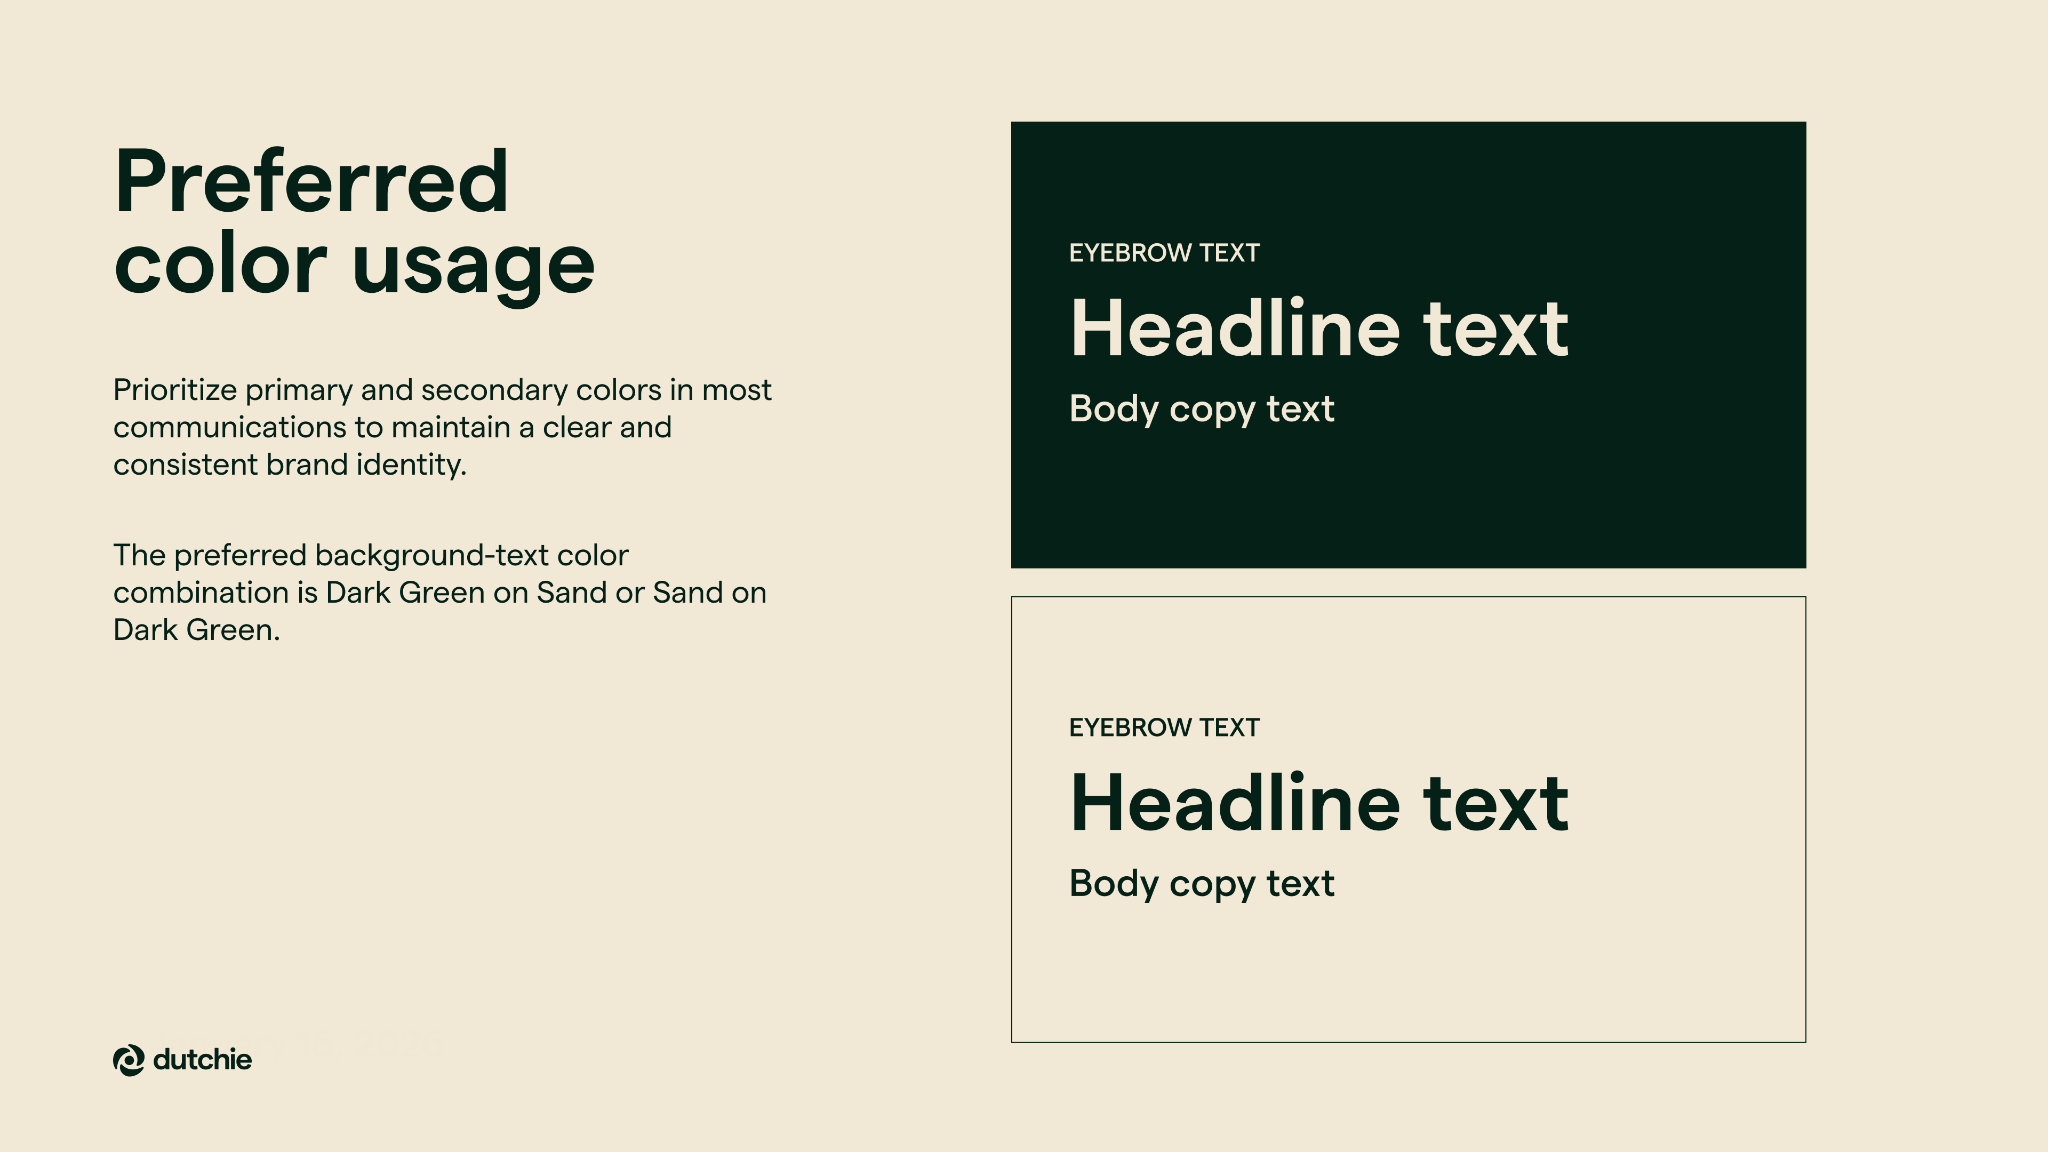 Preferred
color usage
Prioritize primary and secondary colors in most
communications to maintain a clear and
consistent brand identity.
The preferred background-text color
combination is Dark Green on Sand or Sand on
Dark Green.
EYEBROW TEXT
Headline text
Body copy text
EYEBROW TEXT
Headline text
Body copy text
dutchie